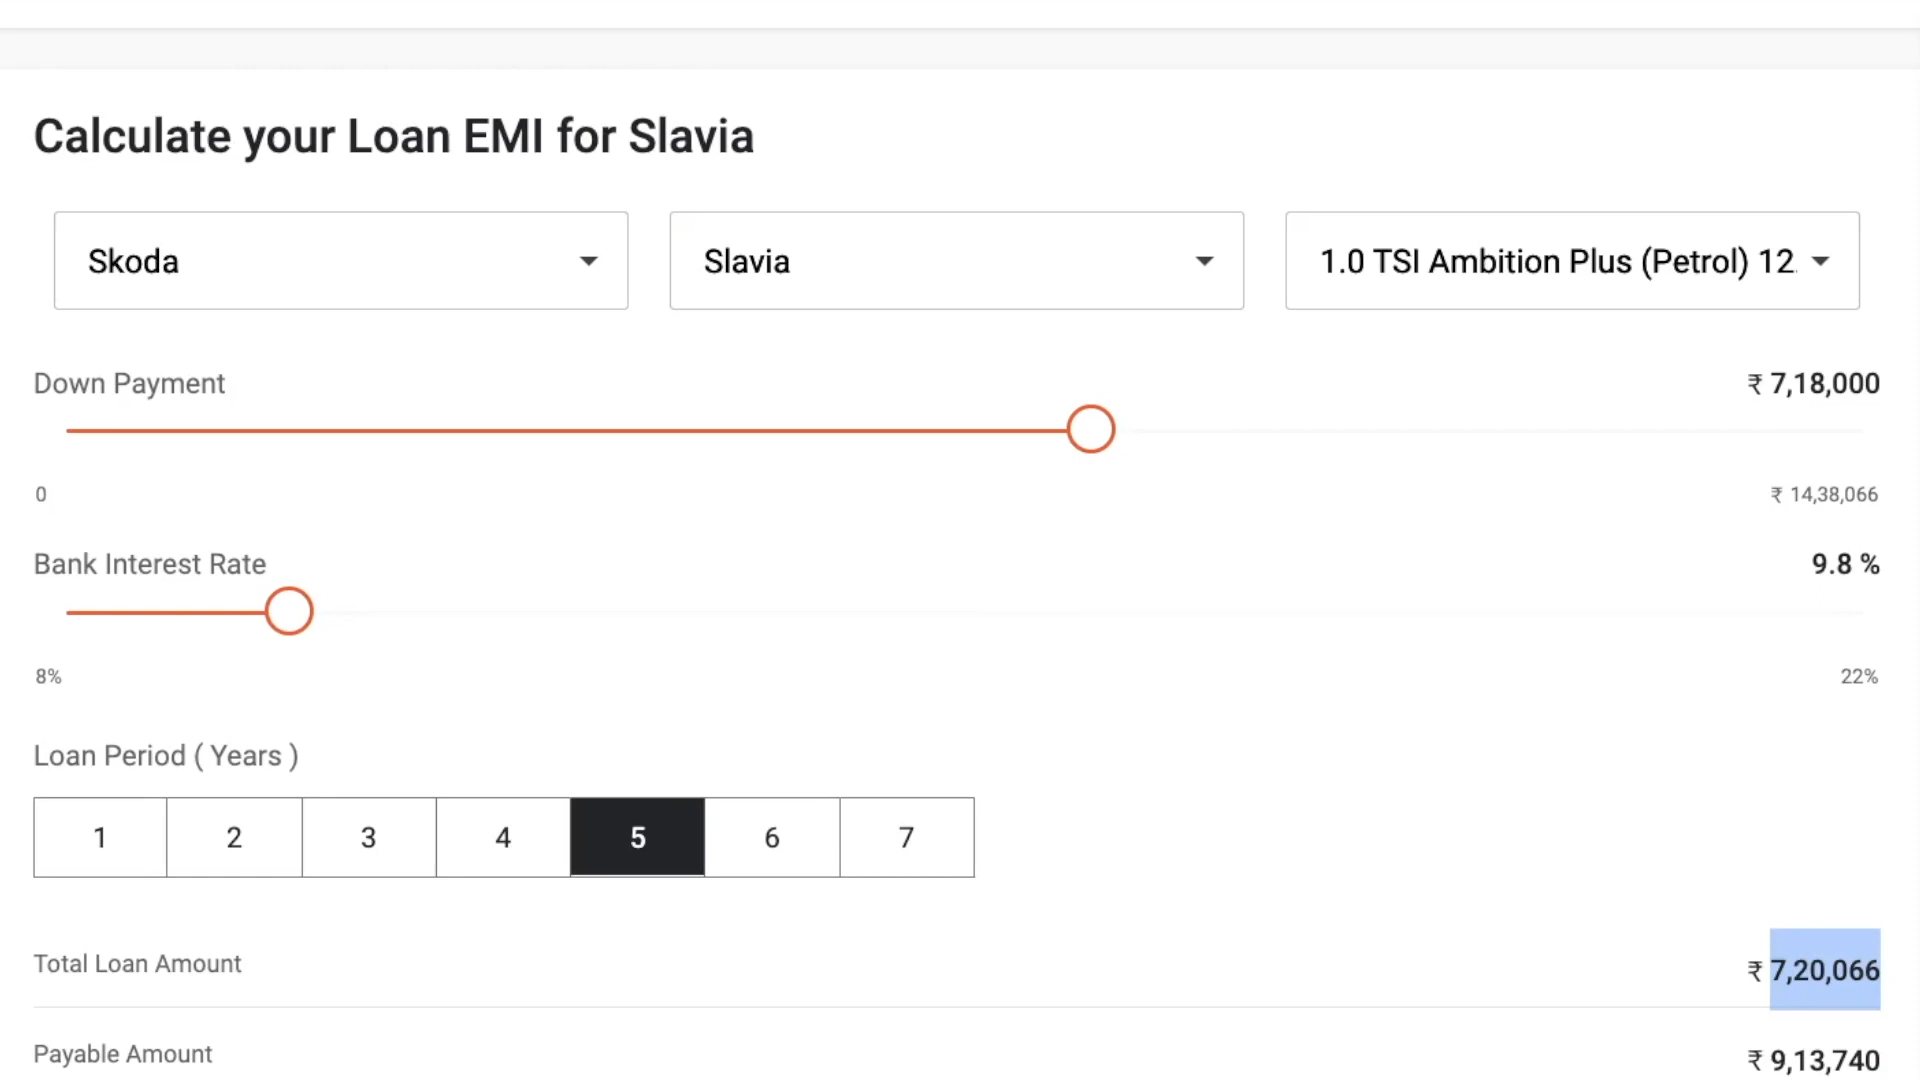 Calculate your Loan EMI for Slavia
Skoda
Slavia
1.0 TSI Ambition Plus (Petrol) 12
Down Payment
₹ 7,18,000
0
₹ 14,38,066
Bank Interest Rate
9.8 %
8%
22%
Loan Period ( Years )
1 2 3 4 5 6 7
Total Loan Amount
₹ 7,20,066
Payable Amount
₹ 9,13,740